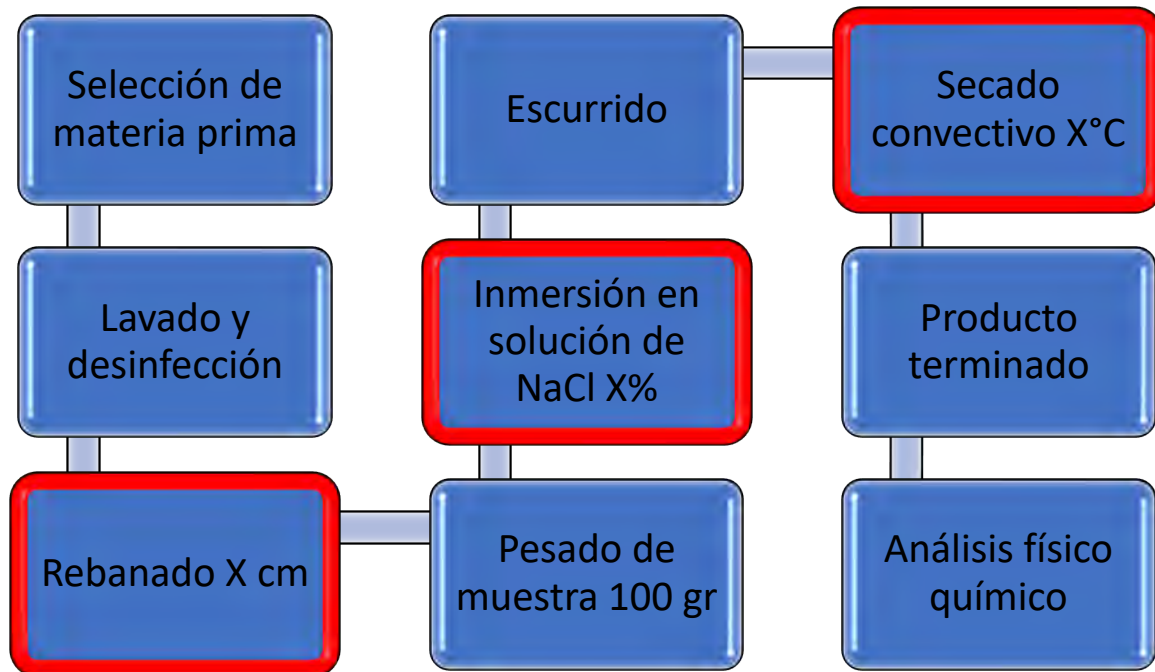 Selección de
materia prima
Lavado y
desinfección
Rebanado X cm
Pesado de
muestra 100 gr
Inmersión en
solución de
NaCl X%
Escurrido
Secado
convectivo X°C
Producto
terminado
Análisis físico
químico